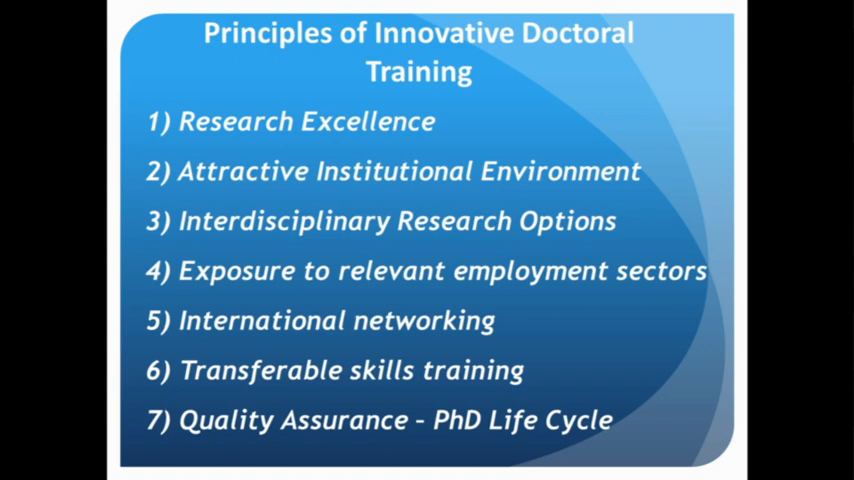 Principles of Innovative Doctoral
Training
1) Research Excellence
2) Attractive Institutional Environment
3) Interdisciplinary Research Options
4) Exposure to relevant employment sectors
5) International networking
6) Transferable skills training
7) Quality Assurance – PhD Life Cycle